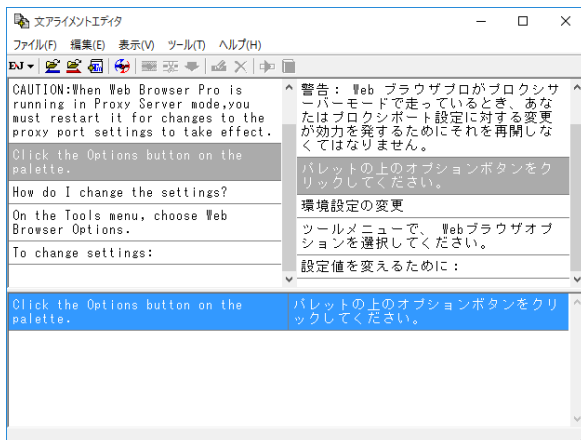 文アライメントエディタ
ファイル(F) 編集(E) 表示(V) ツール(T) ヘルプ(H)
EJ
CAUTION:When Web Browser Pro is
running in Proxy Server mode,you
must restart it for changes to the
proxy port settings to take effect.
Click the Options button on the
palette.
How do I change the settings?
On the Tools menu, choose Web
Browser Options.
To change settings:
警告： Web ブラウザプロがプロクシサ
ーバーモードで走っているとき、あな
たはプロクシポート設定に対する変更
が効力を発するためにそれを再開しな
くてはなりません。
パレットの上のオプションボタンをク
リックしてください。
環境設定の変更
ツールメニューで、 Webブラウザオプ
ションを選択してください。
設定値を変えるために：
Click the Options button on the
palette.
パレットの上のオプションボタンをクリ
ックしてください。